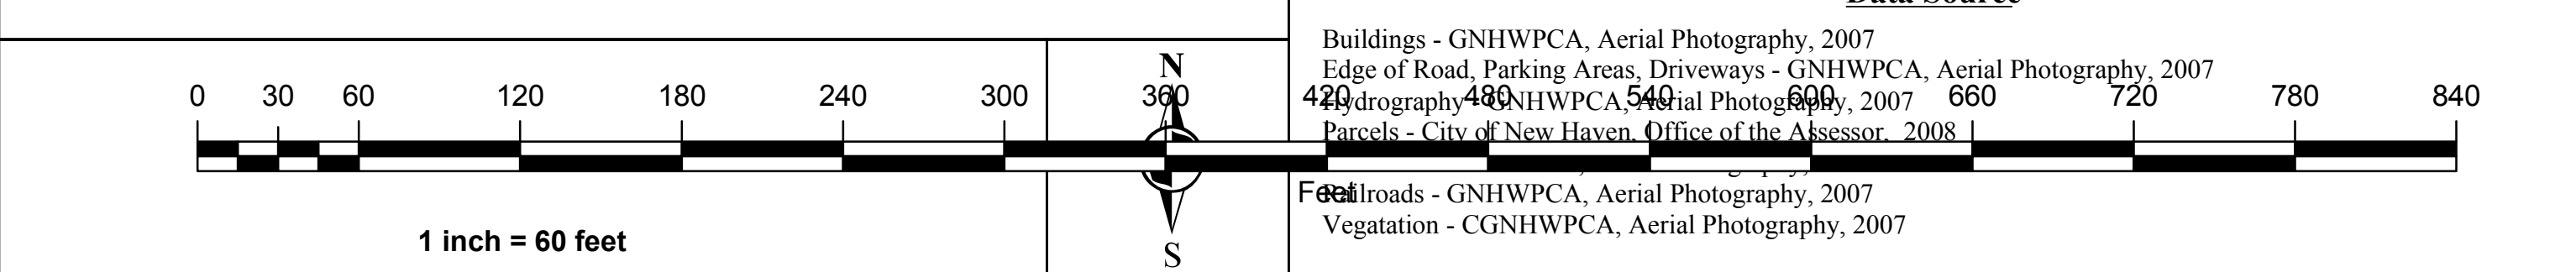 Data Source
Buildings - GNHWPCA, Aerial Photography, 2007
Edge of Road, Parking Areas, Driveways - GNHWPCA, Aerial Photography, 2007
Hydrography - GNHWPCA, Aerial Photography, 2007
Parcels - City of New Haven, Office of the Assessor, 2008
Railroads - GNHWPCA, Aerial Photography, 2007
Vegatation - CGNHWPCA, Aerial Photography, 2007
N
0 30 60 120 180 240 300 360 420 480 540 600 660 720 780 840
Feet
S
1 inch = 60 feet